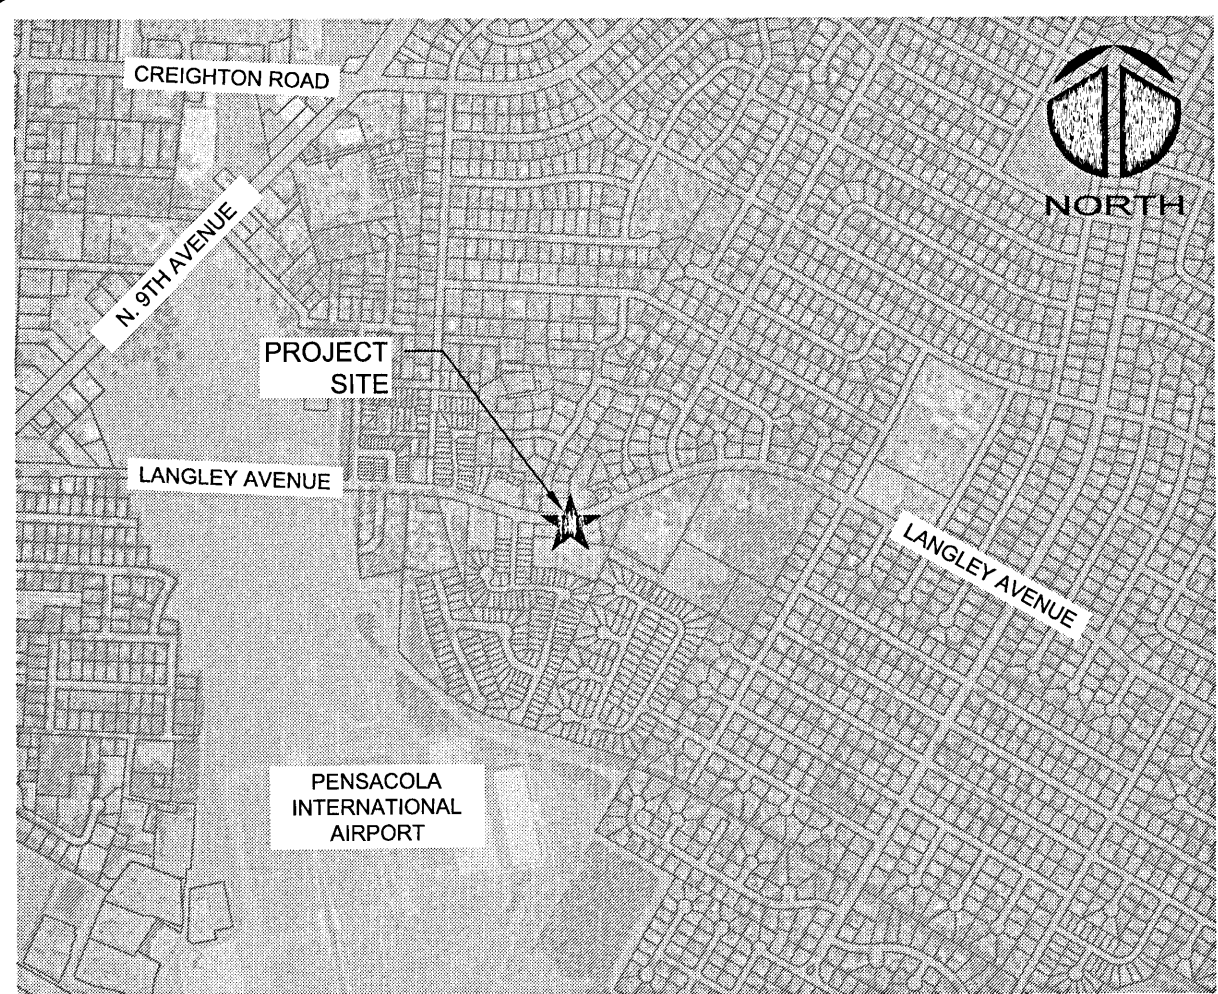 CREIGHTON ROAD
NORTH
N. 9TH AVENUE
PROJECT
SITE
LANGLEY AVENUE
LANGLEY AVENUE
PENSACOLA
INTERNATIONAL
AIRPORT